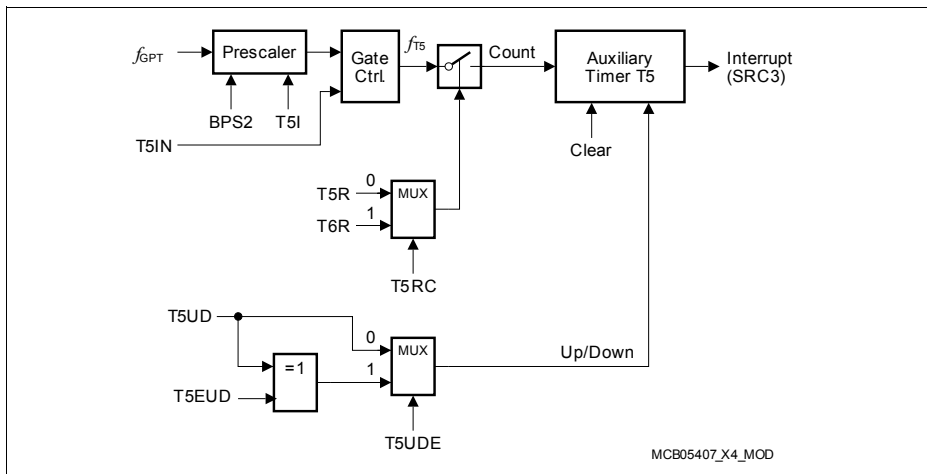 fGPT
Prescaler
BPS2
T5I
T5IN
Gate
Ctrl.
fT5
Count
Auxiliary
Timer T5
Interrupt
(SRC3)
Clear
T5R
0
T6R
1
MUX
T5RC
T5UD
0
MUX
Up/Down
=1
1
T5EUD
T5UDE
MCB05407_X4_MOD